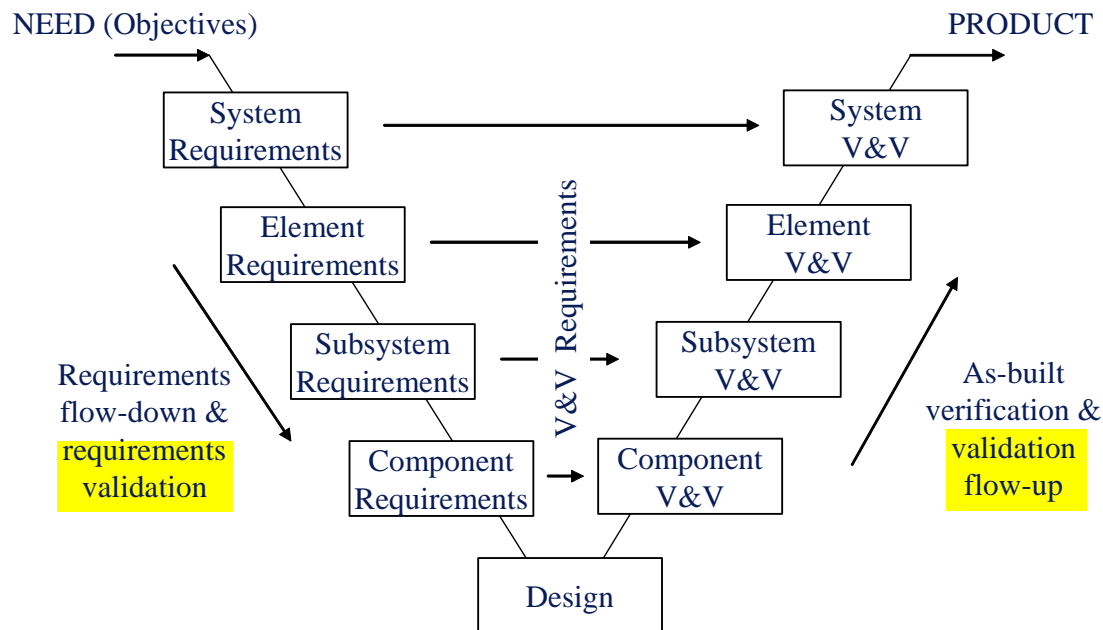 NEED (Objectives)
PRODUCT
System
Requirements
System
V&V
Element
Requirements
V&V Requirements
Element
V&V
Subsystem
Requirements
Subsystem
V&V
Requirements
flow-down &
requirements
validation
As-built
verification &
validation
flow-up
Component
Requirements
Component
V&V
Design